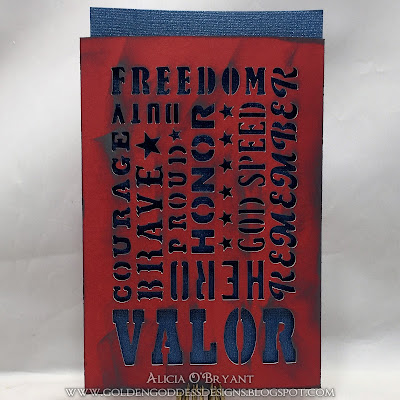 FREEDOM
DUTY
COURAGE
BRAVE
PROUD
HONOR
GOD SPEED
REMEMBER
HERO
VALOR
ALICIA O'BRYANT
WWW.GOLDENGODDESSDESIGNS.BLOGSPOT.COM